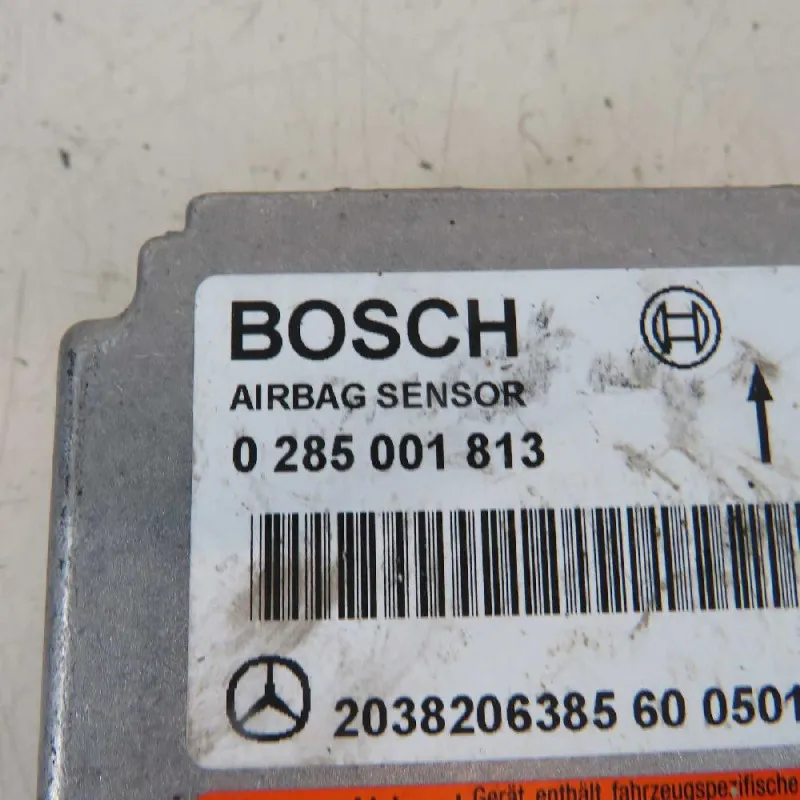 BOSCH
AIRBAG SENSOR
0 285 001 813
2038206385 60 0501
Gerät enthält fahrzeugspezifische